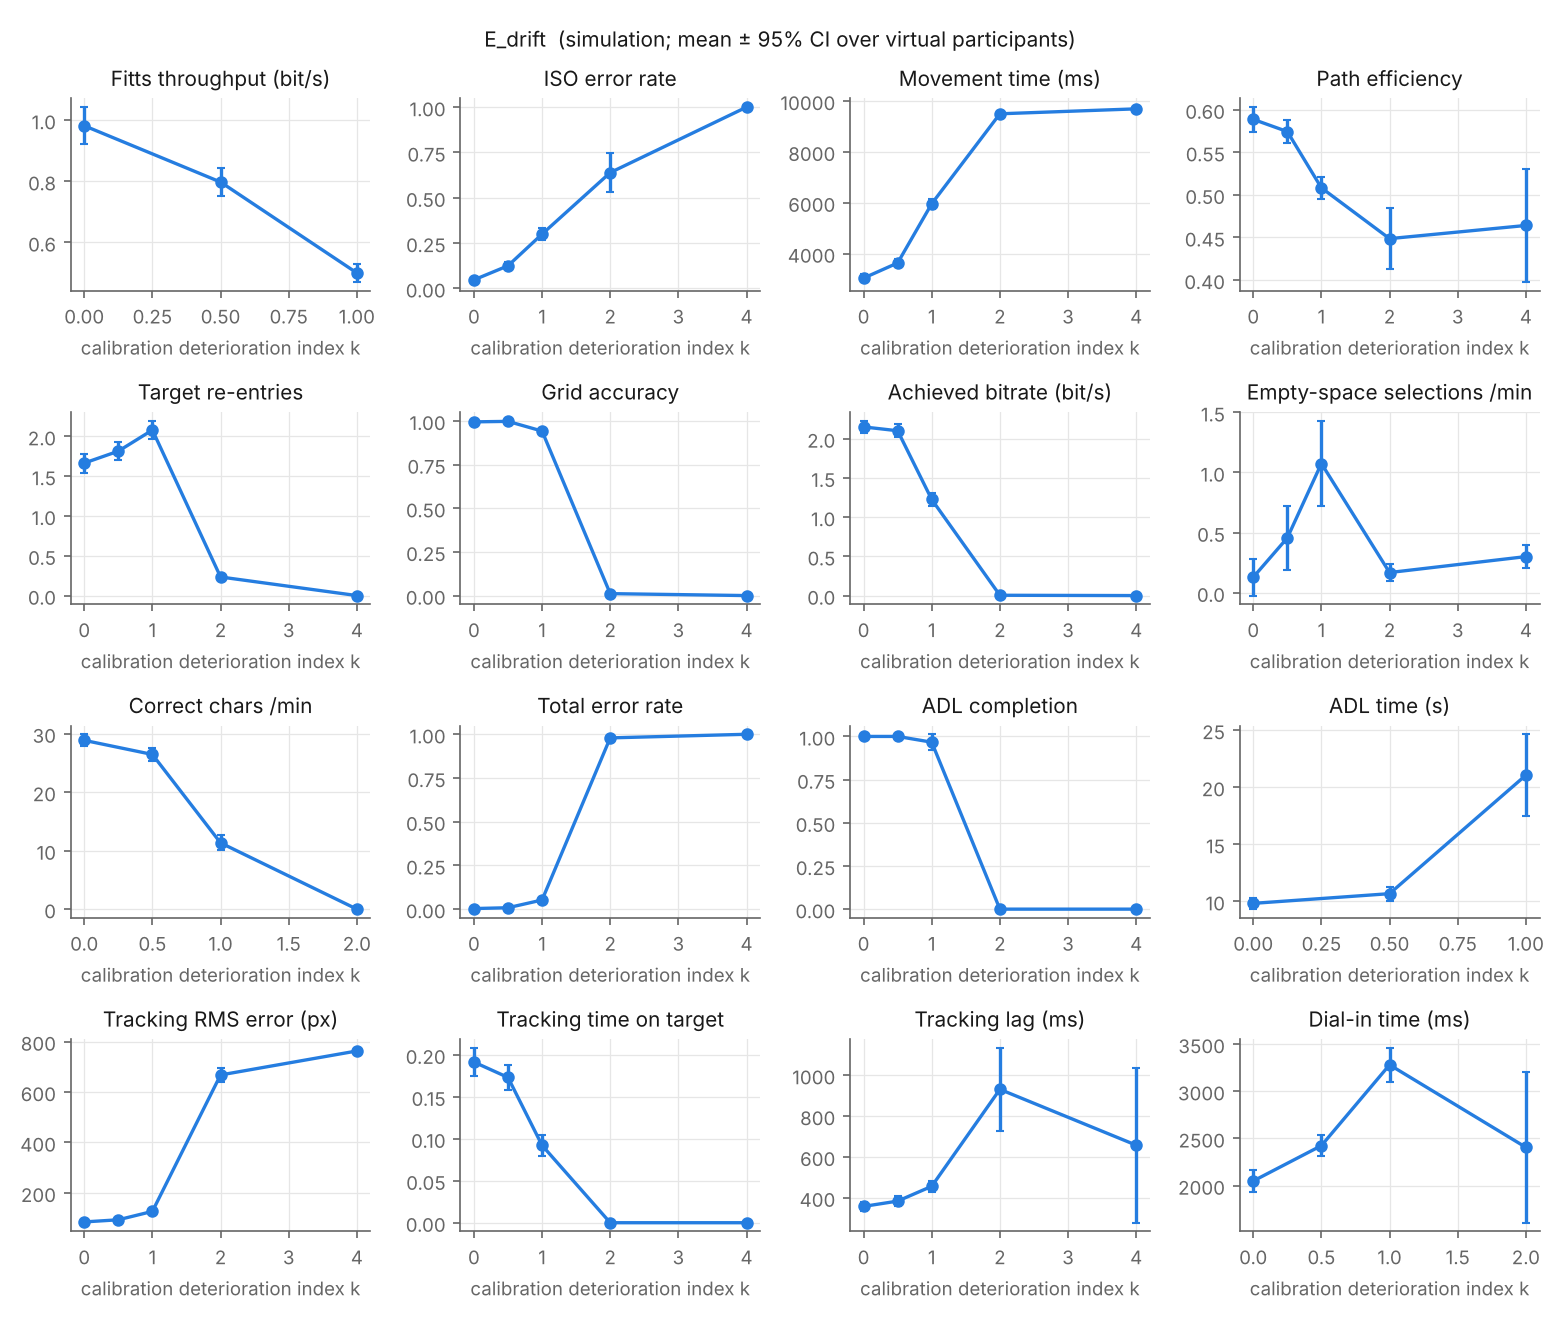 E_drift (simulation; mean ± 95% CI over virtual participants)
Fitts throughput (bit/s)
1.0
0.8
0.6
0.00 0.25 0.50 0.75 1.00
calibration deterioration index k
ISO error rate
1.00
0.75
0.50
0.25
0.00
0 1 2 3 4
calibration deterioration index k
Movement time (ms)
10000
8000
6000
4000
0 1 2 3 4
calibration deterioration index k
Path efficiency
0.60
0.55
0.50
0.45
0.40
0 1 2 3 4
calibration deterioration index k
Target re-entries
2.0
1.5
1.0
0.5
0.0
0 1 2 3 4
calibration deterioration index k
Grid accuracy
1.00
0.75
0.50
0.25
0.00
0 1 2 3 4
calibration deterioration index k
Achieved bitrate (bit/s)
2.0
1.5
1.0
0.5
0.0
0 1 2 3 4
calibration deterioration index k
Empty-space selections /min
1.5
1.0
0.5
0.0
0 1 2 3 4
calibration deterioration index k
Correct chars /min
30
20
10
0
0.0 0.5 1.0 1.5 2.0
calibration deterioration index k
Total error rate
1.00
0.75
0.50
0.25
0.00
0 1 2 3 4
calibration deterioration index k
ADL completion
1.00
0.75
0.50
0.25
0.00
0 1 2 3 4
calibration deterioration index k
ADL time (s)
25
20
15
10
0.00 0.25 0.50 0.75 1.00
calibration deterioration index k
Tracking RMS error (px)
800
600
400
200
0 1 2 3 4
calibration deterioration index k
Tracking time on target
0.20
0.15
0.10
0.05
0.00
0 1 2 3 4
calibration deterioration index k
Tracking lag (ms)
1000
800
600
400
0 1 2 3 4
calibration deterioration index k
Dial-in time (ms)
3500
3000
2500
2000
0.0 0.5 1.0 1.5 2.0
calibration deterioration index k